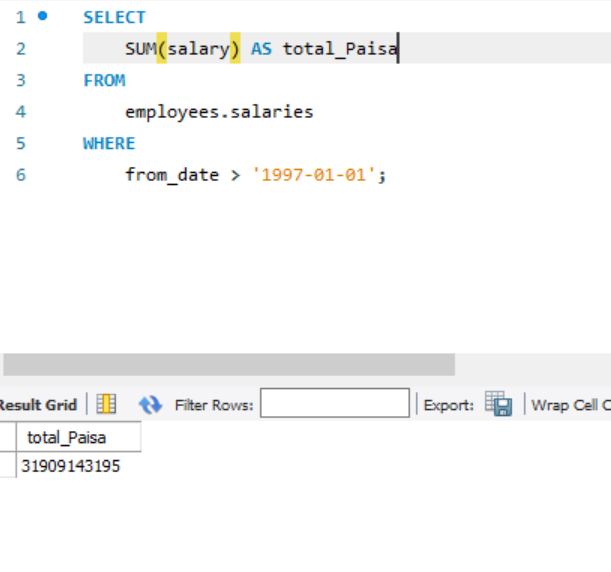 1 SELECT
2 SUM(salary) AS total_Paisa
3 FROM
4 employees.salaries
5 WHERE
6 from_date > '1997-01-01';
Result Grid Filter Rows: Export: Wrap Cell C
total_Paisa
31909143195